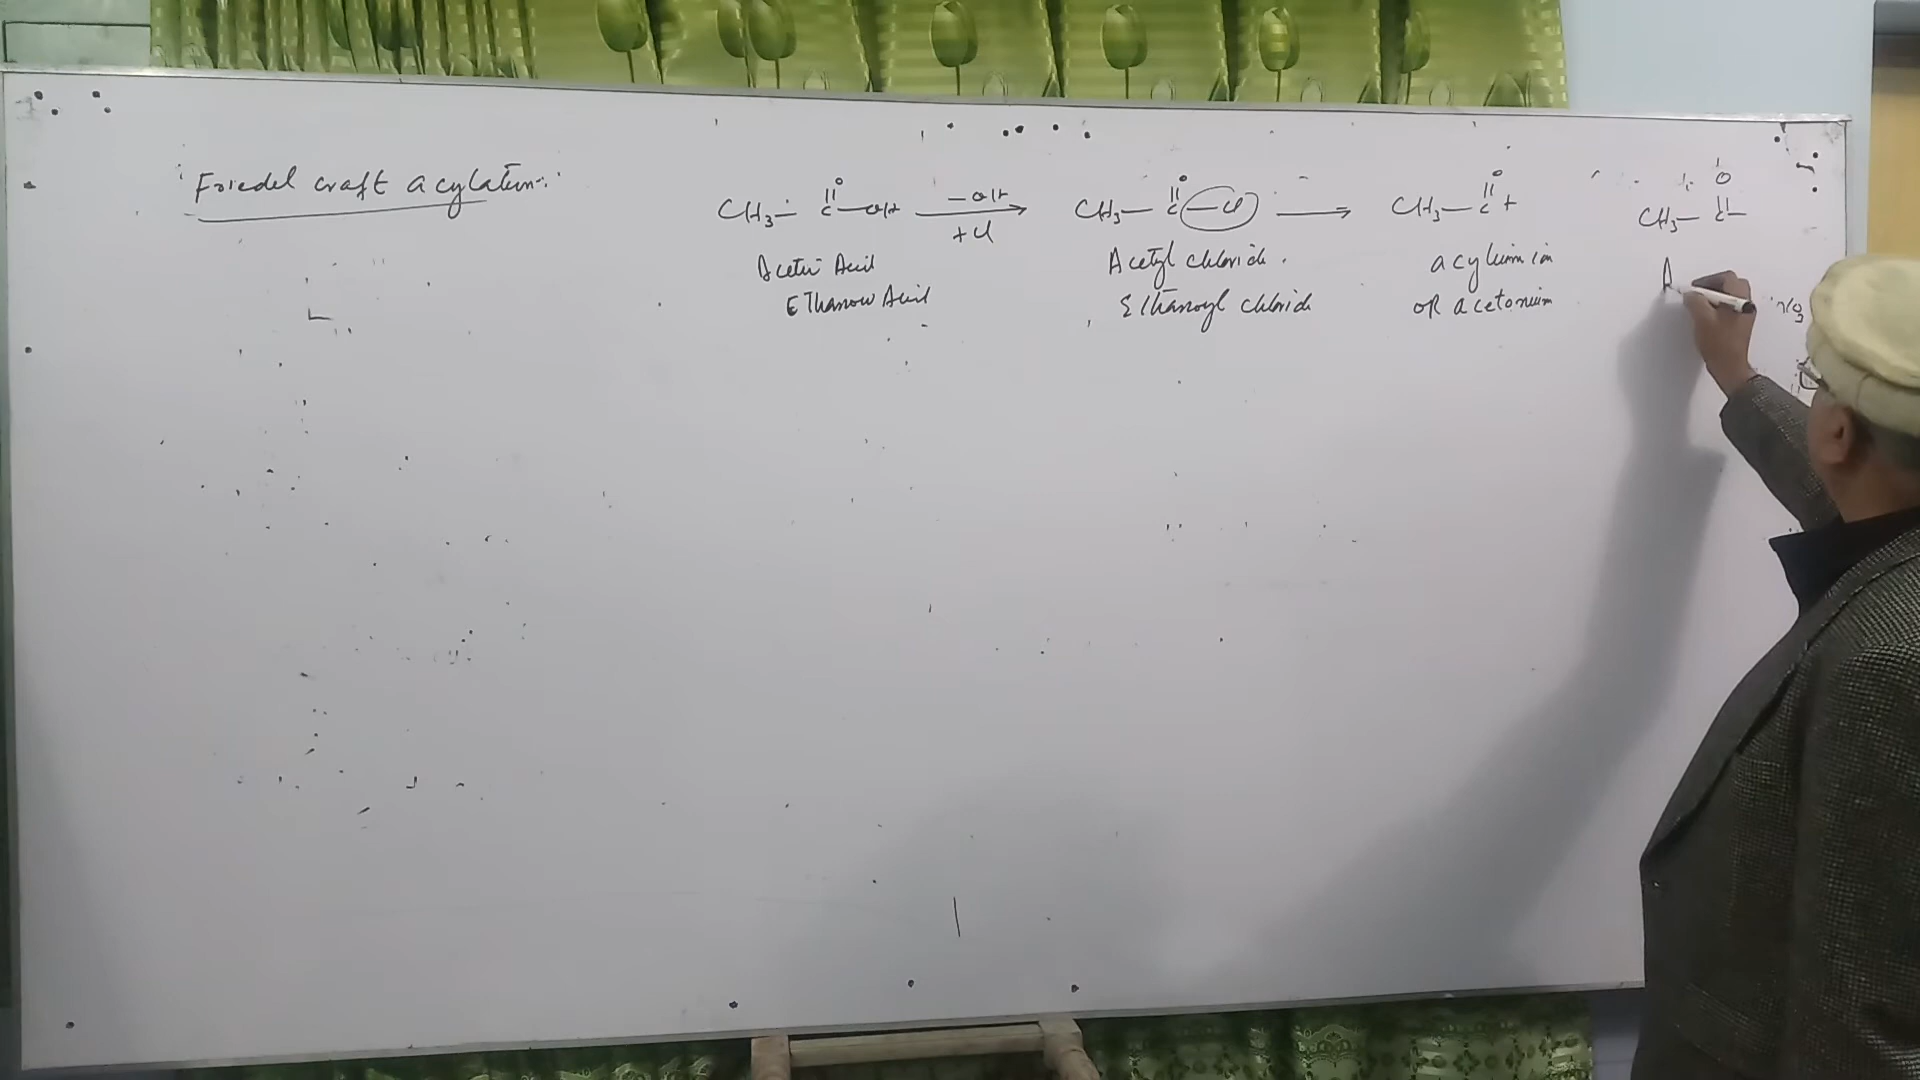 Friedel craft acylation:
CH₃— C —OH
O
—OH
+Cl
CH₃— C —Cl
O
CH₃— C +
O
CH₃— C —
O
Acetic Acid
Ethanoic Acid
Acetyl chloride.
Ethanoyl chloride
acylium ion
OR acetonium
A